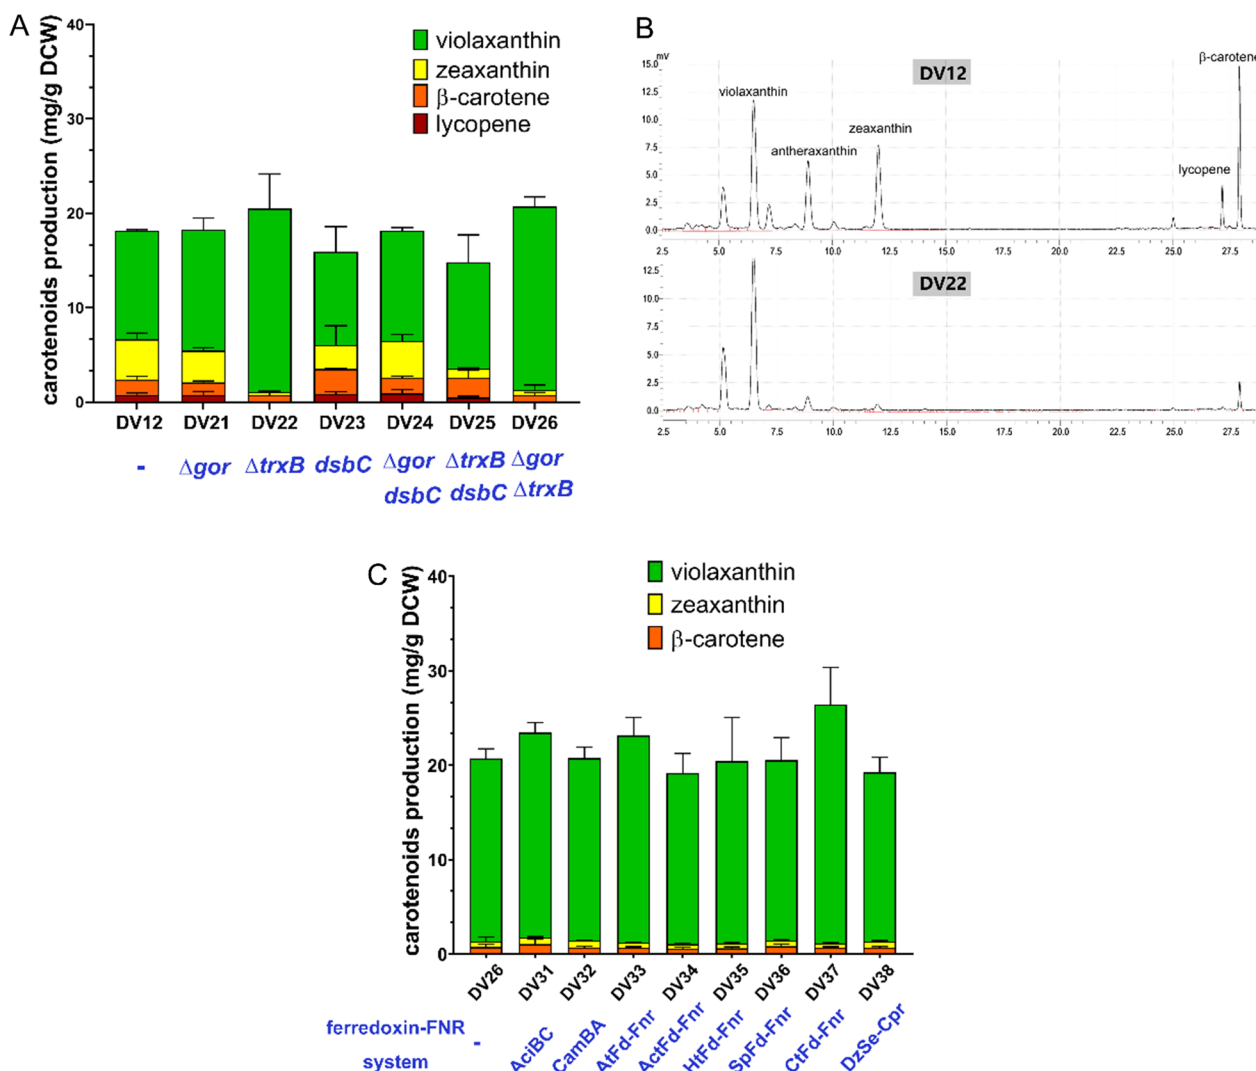 A
carotenoids production (mg/g DCW)
40
30
20
10
0
violaxanthin
zeaxanthin
β-carotene
lycopene
DV12 DV21 DV22 DV23 DV24 DV25 DV26
- Δgor ΔtrxB dsbC Δgor ΔtrxB Δgor
dsbC dsbC ΔtrxB
B
mV
15.0
12.5
10.0
7.5
5.0
2.5
0.0
DV12
violaxanthin
antheraxanthin
zeaxanthin
lycopene
β-carotene
2.5 5.0 7.5 10.0 12.5 15.0 17.5 20.0 22.5 25.0 27.5
DV22
12.5
10.0
7.5
5.0
2.5
0.0
2.5 5.0 7.5 10.0 12.5 15.0 17.5 20.0 22.5 25.0 27.5
C
carotenoids production (mg/g DCW)
40
30
20
10
0
violaxanthin
zeaxanthin
β-carotene
DV26 DV31 DV32 DV33 DV34 DV35 DV36 DV37 DV38
ferredoxin-FNR
system
- AciBC CamBA AtFd-Fnr ActFd-Fnr HtFd-Fnr SpFd-Fnr CtFd-Fnr DzSe-Cpr